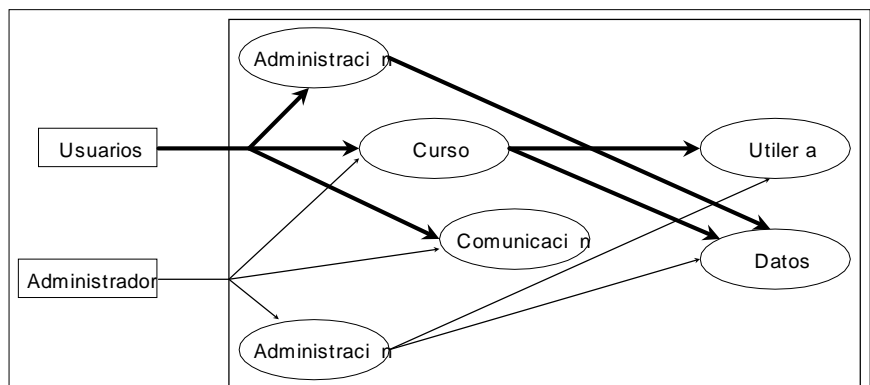 Administraci n
Usuarios
Curso
Utiler a
Comunicaci n
Datos
Administrador
Administraci n